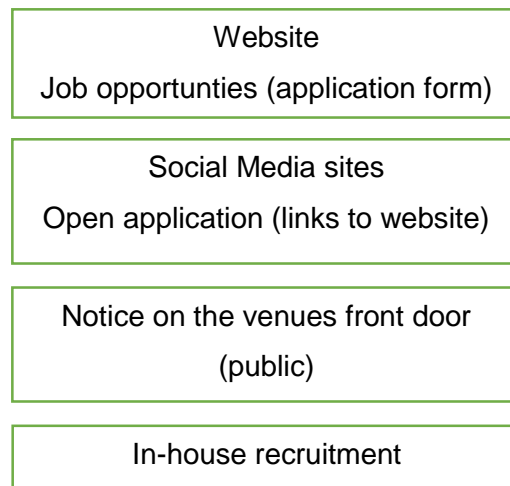 Website
Job opportunties (application form)
Social Media sites
Open application (links to website)
Notice on the venues front door
(public)
In-house recruitment